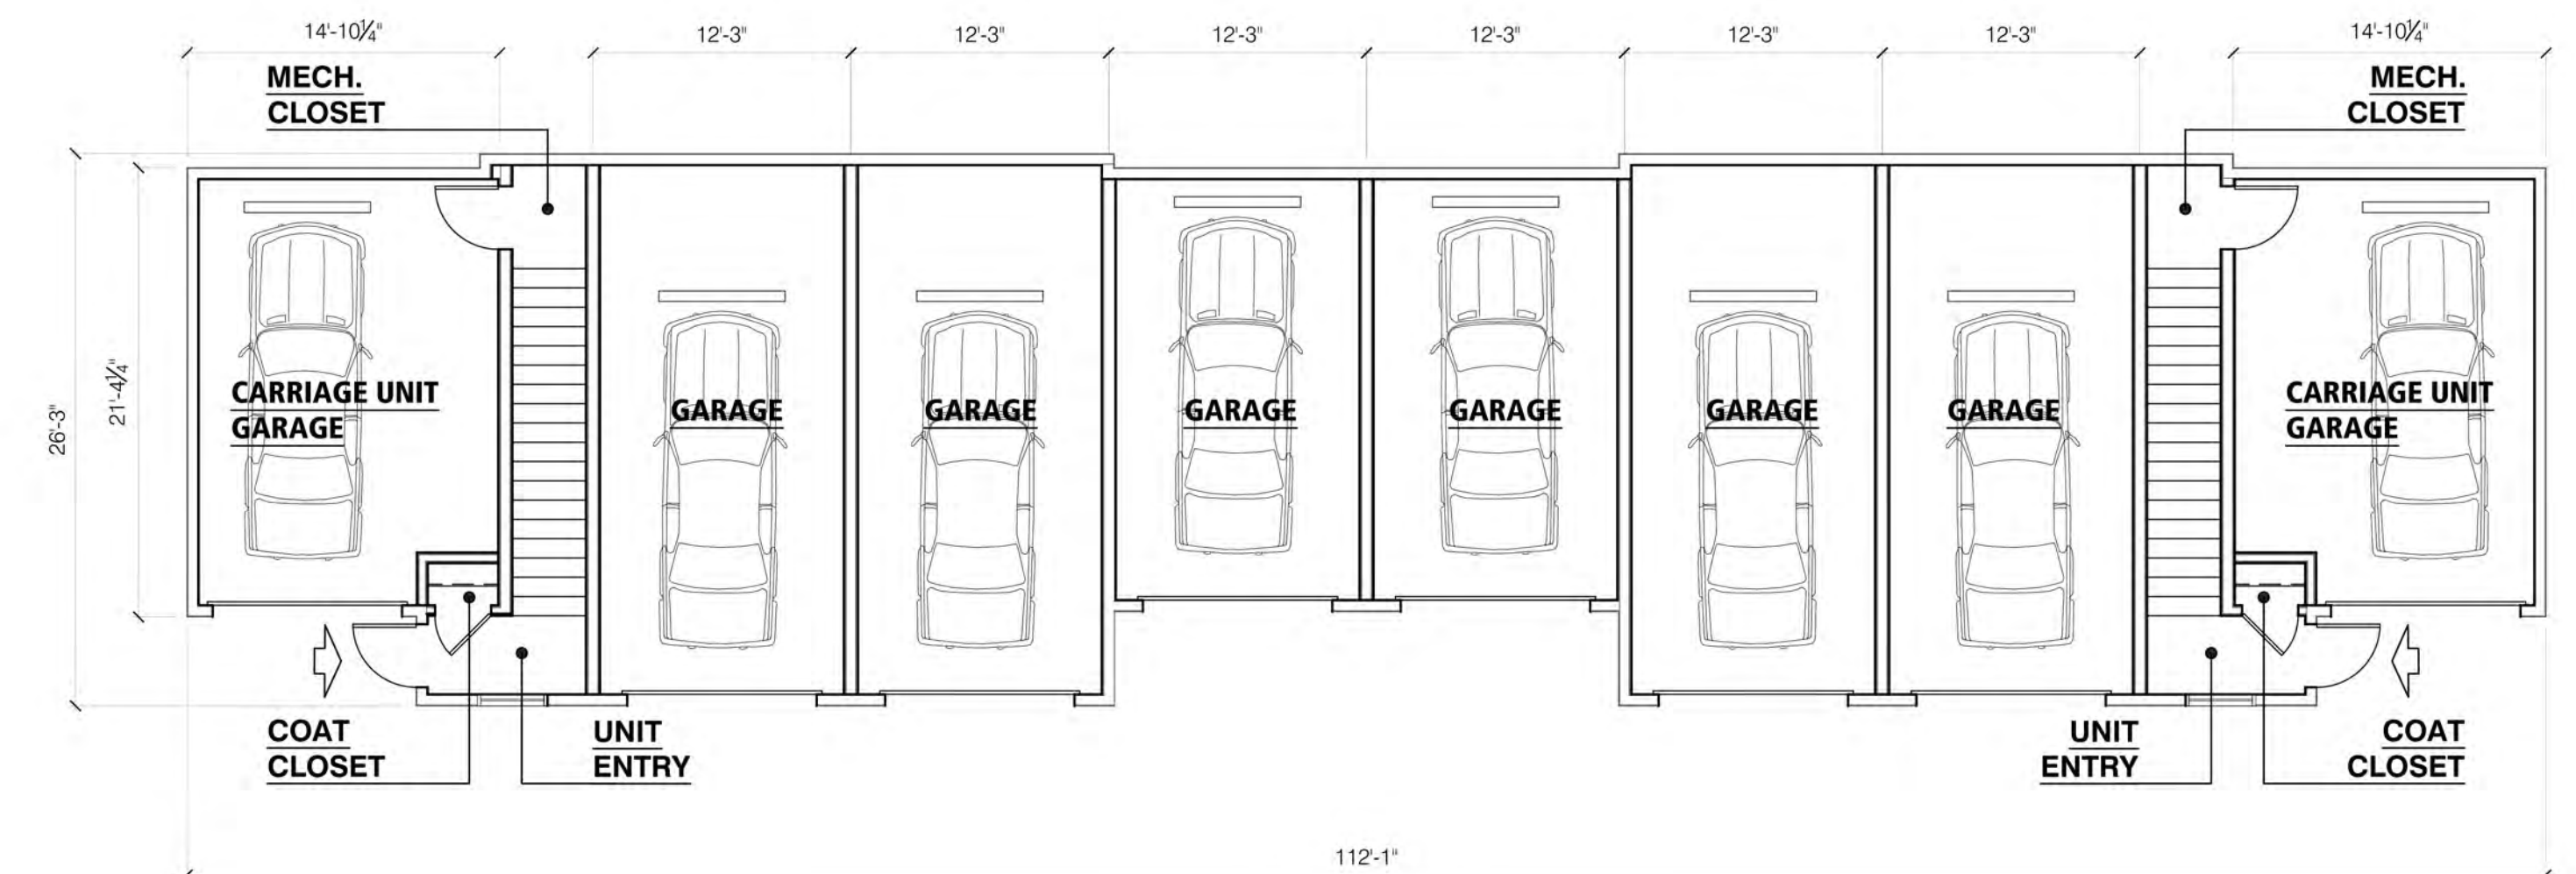 14'-10¼"
12'-3"
12'-3"
12'-3"
12'-3"
12'-3"
12'-3"
14'-10¼"
MECH.
CLOSET
MECH.
CLOSET
26'-3"
21'-4¼"
CARRIAGE UNIT
GARAGE
GARAGE
GARAGE
GARAGE
GARAGE
GARAGE
GARAGE
CARRIAGE UNIT
GARAGE
COAT
CLOSET
UNIT
ENTRY
UNIT
ENTRY
COAT
CLOSET
112'-1"